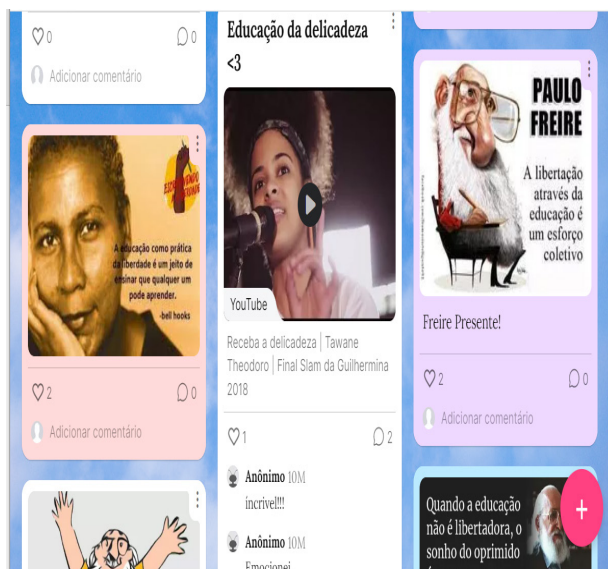 0 0
Adicionar comentário
A educação como prática
da liberdade é um jeito de
ensinar que qualquer um
pode aprender.
-bell hooks
2 0
Adicionar comentário
Educação da delicadeza
<3
YouTube
Receba a delicadeza | Tawane
Theodoro | Final Slam da Guilhermina
2018
1 2
Anônimo 10M
incrivel!!!
Anônimo 10M
Emocionei
PAULO
FREIRE
A libertação
através da
educação é
um esforço
coletivo
Freire Presente!
2 0
Adicionar comentário
Quando a educação
não é libertadora, o
sonho do oprimido
+